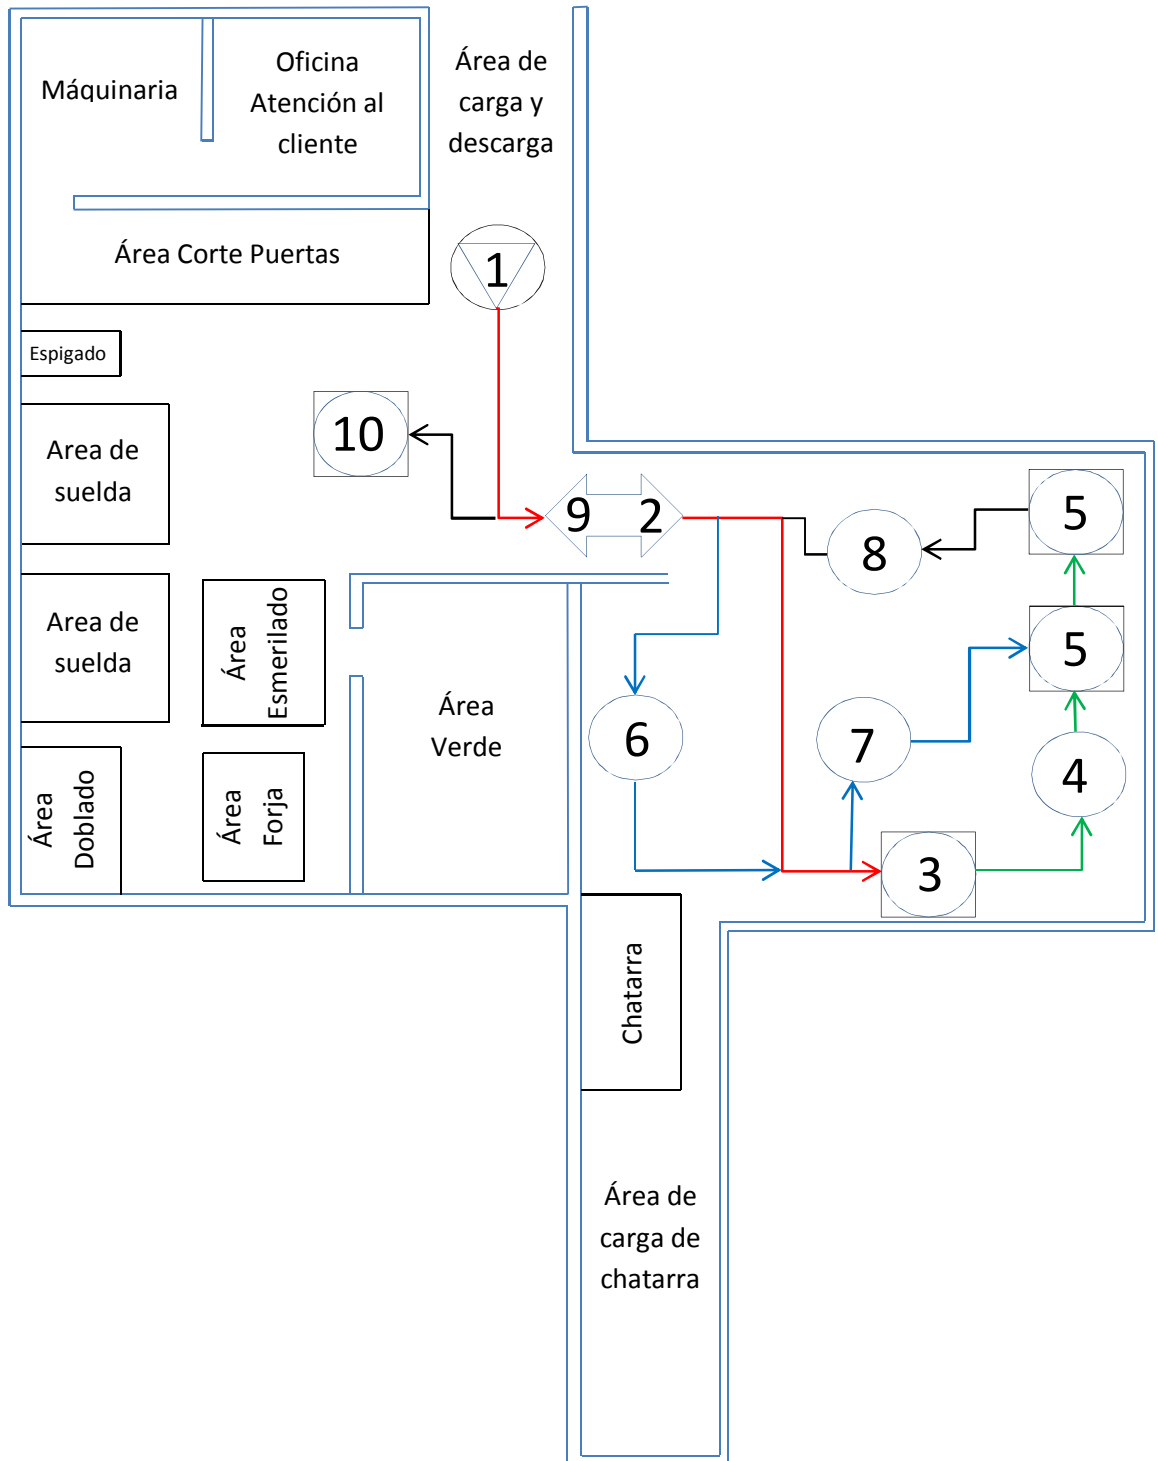 Máquinaria
Oficina
Atención al
cliente
Área de
carga y
descarga
Área Corte Puertas
1
Espigado
10
Area de
suelda
9
2
5
8
Area de
suelda
Área
Esmerilado
5
Área
Verde
6
7
4
Área
Doblado
Área
Forja
3
Chatarra
Área de
carga de
chatarra